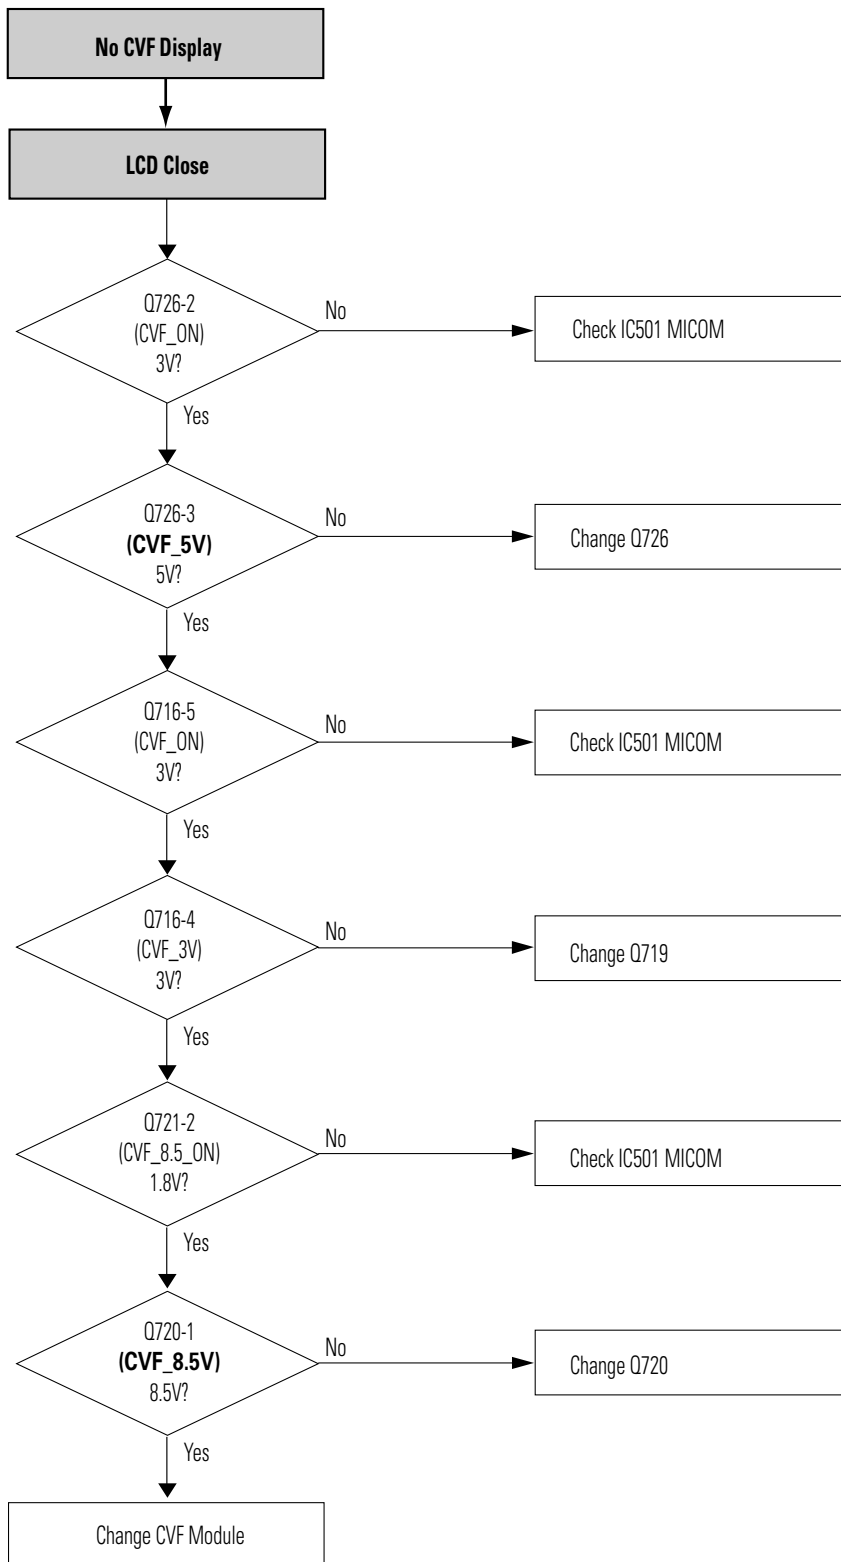 No CVF Display
LCD Close
Q726-2
(CVF_ON)
3V?
No
Check IC501 MICOM
Yes
Q726-3
(CVF_5V)
5V?
No
Change Q726
Yes
Q716-5
(CVF_ON)
3V?
No
Check IC501 MICOM
Yes
Q716-4
(CVF_3V)
3V?
No
Change Q719
Yes
Q721-2
(CVF_8.5_ON)
1.8V?
No
Check IC501 MICOM
Yes
Q720-1
(CVF_8.5V)
8.5V?
No
Change Q720
Yes
Change CVF Module